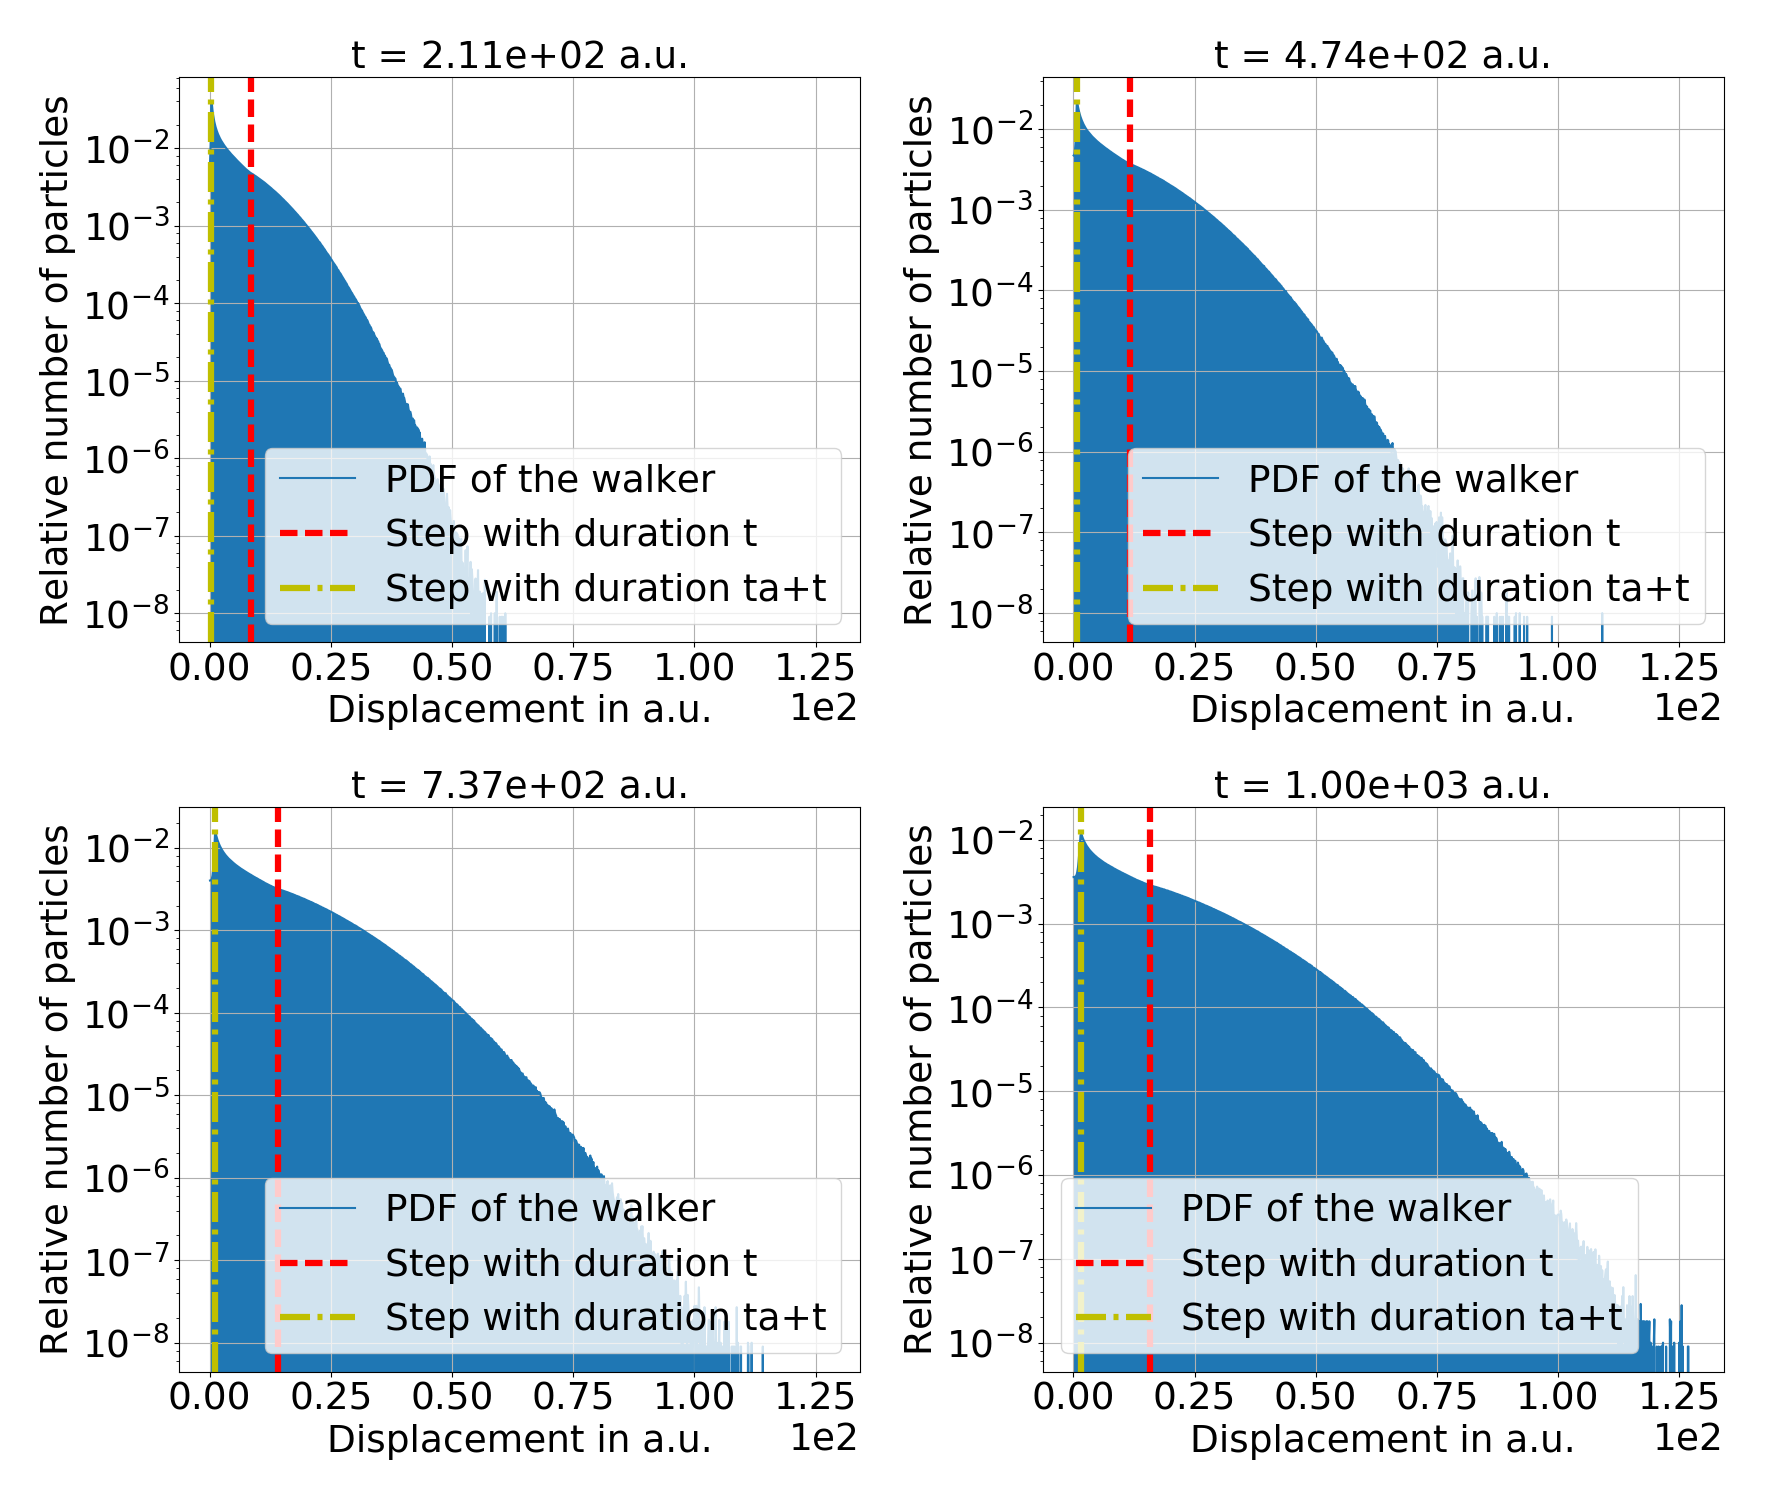 t = 2.11e+02 a.u.
Relative number of particles
10⁻²
10⁻³
10⁻⁴
10⁻⁵
10⁻⁶
10⁻⁷
10⁻⁸
PDF of the walker
Step with duration t
Step with duration ta+t
0.00 0.25 0.50 0.75 1.00 1.25
Displacement in a.u.
1e2
t = 4.74e+02 a.u.
Relative number of particles
10⁻²
10⁻³
10⁻⁴
10⁻⁵
10⁻⁶
10⁻⁷
10⁻⁸
PDF of the walker
Step with duration t
Step with duration ta+t
0.00 0.25 0.50 0.75 1.00 1.25
Displacement in a.u.
1e2
t = 7.37e+02 a.u.
Relative number of particles
10⁻²
10⁻³
10⁻⁴
10⁻⁵
10⁻⁶
10⁻⁷
10⁻⁸
PDF of the walker
Step with duration t
Step with duration ta+t
0.00 0.25 0.50 0.75 1.00 1.25
Displacement in a.u.
1e2
t = 1.00e+03 a.u.
Relative number of particles
10⁻²
10⁻³
10⁻⁴
10⁻⁵
10⁻⁶
10⁻⁷
10⁻⁸
PDF of the walker
Step with duration t
Step with duration ta+t
0.00 0.25 0.50 0.75 1.00 1.25
Displacement in a.u.
1e2